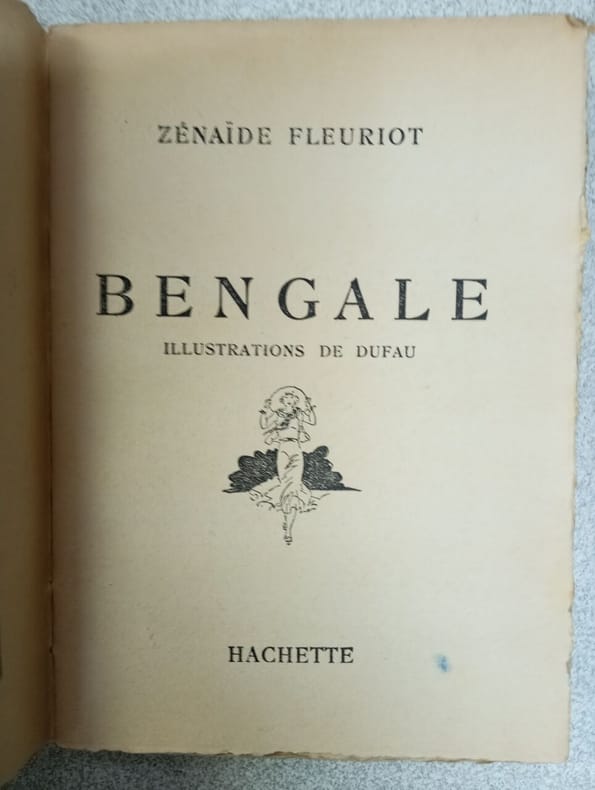 ZÉNAÏDE FLEURIOT
BENGALE
ILLUSTRATIONS DE DUFAU
HACHETTE